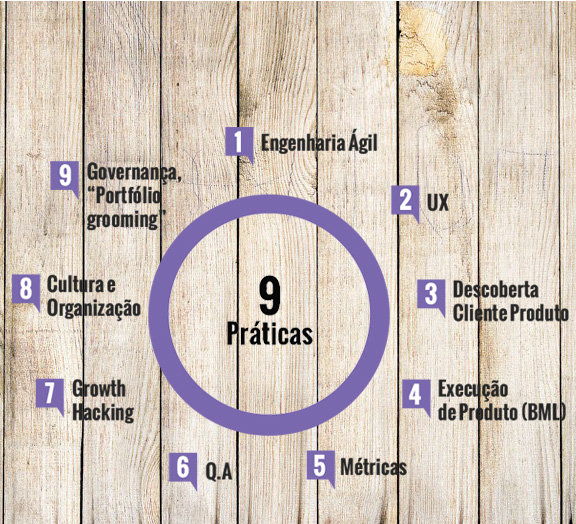 9
Práticas
1 Engenharia Ágil
2 UX
3 Descoberta
Cliente Produto
4 Execução
de Produto (BML)
5 Métricas
6 Q.A
7 Growth
Hacking
8 Cultura e
Organização
9 Governança,
“Portfólio
grooming”